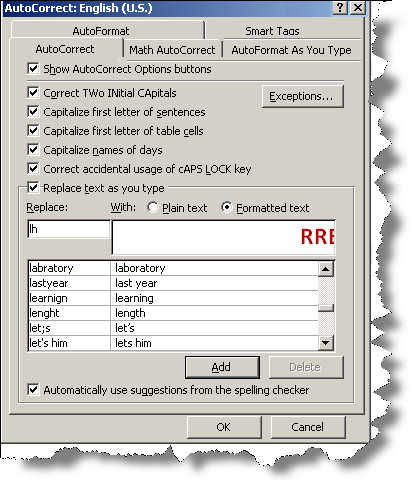 AutoCorrect: English (U.S.)
AutoFormat Smart Tags
AutoCorrect Math AutoCorrect AutoFormat As You Type
Show AutoCorrect Options buttons
Correct TWo INitial CApitals
Exceptions...
Capitalize first letter of sentences
Capitalize first letter of table cells
Capitalize names of days
Correct accidental usage of cAPS LOCK key
Replace text as you type
Replace: With: Plain text Formatted text
lh RRE
labratory laboratory
lastyear last year
learnign learning
lenght length
let;s let's
let's him lets him
Add Delete
Automatically use suggestions from the spelling checker
OK Cancel